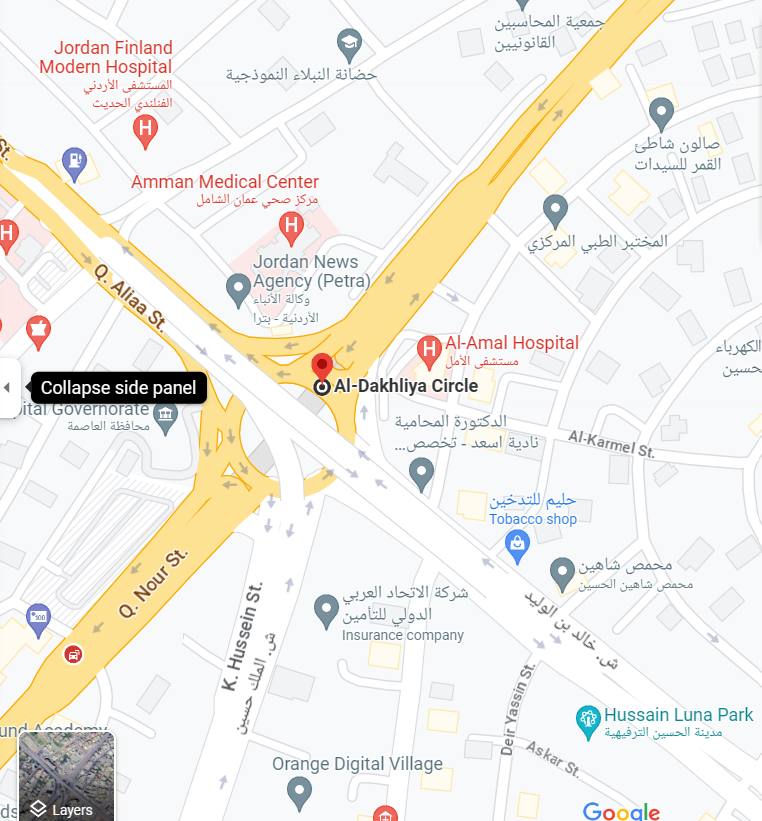 جمعية المحاسبين
القانونيين
Jordan Finland
Modern Hospital
المستشفى الأردني
الفنلندي الحديث
H
حضانة النبلاء النموذجية
صالون شاطئ
القمر للسيدات
St.
Amman Medical Center
مركز صحي عمان الشامل
H
H
المختبر الطبي المركزي
Jordan News
Agency (Petra)
وكالة الأنباء
الأردنية - بترا
Q. Aliaa St.
Al-Amal Hospital
مستشفى الأمل
H
الكهرباء
حسين
Collapse side panel
Al-Dakhliya Circle
pital Governorate
محافظة العاصمة
الدكتورة المحامية
نادية اسعد - تخصص...
Al-Karmel St.
حليم للتدخين
Tobacco shop
محمص شاهين
محمص شاهين الحسين
Q. Nour St.
K. Hussein St.
ش. الملك حسين
شركة الاتحاد العربي
الدولي للتأمين
Insurance company
ش. خالد بن الوليد
Deir Yassin St.
Hussain Luna Park
مدينة الحسين الترفيهية
Askar St.
und Academy
Orange Digital Village
ds
Layers
Google